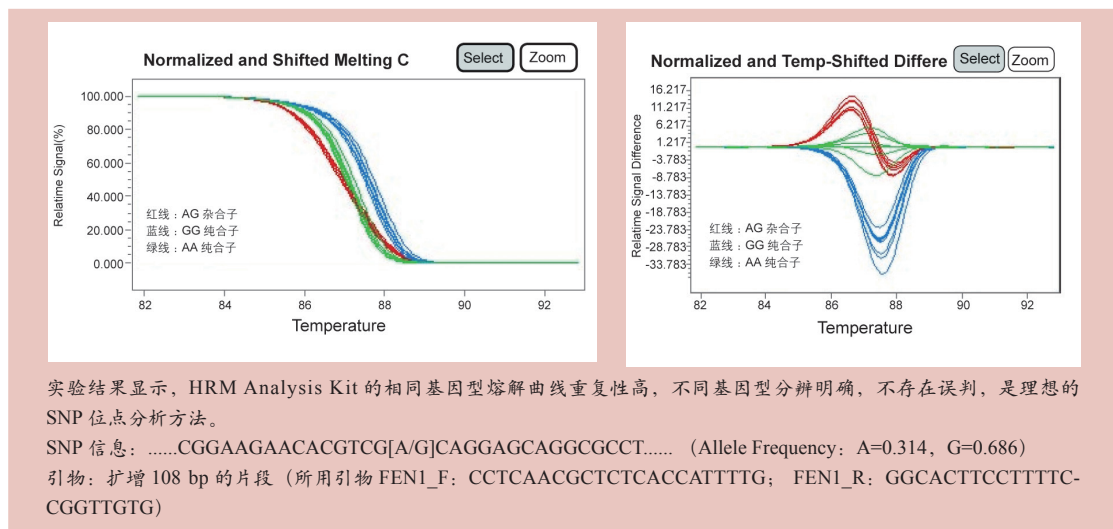 Normalized and Shifted Melting C
Select
Zoom
Relatime Signal(%)
100.000
80.000
60.000
40.000
20.000
0.000
红线：AG 杂合子
蓝线：GG 纯合子
绿线：AA 纯合子
82 84 86 88 90 92
Temperature
Normalized and Temp-Shifted Differe
Select
Zoom
Relatime Signal Difference
16.217
11.217
6.217
1.217
-3.783
-8.783
-13.783
-18.783
-23.783
-28.783
-33.783
红线：AG 杂合子
蓝线：GG 纯合子
绿线：AA 纯合子
82 84 86 88 90 92
Temperature
实验结果显示，HRM Analysis Kit 的相同基因型熔解曲线重复性高，不同基因型分辨明确，不存在误判，是理想的
SNP 位点分析方法。
SNP 信息：......CGGAAGAACACGTCG[A/G]CAGGAGCAGGCGCCT...... （Allele Frequency：A=0.314，G=0.686）
引物：扩增 108 bp 的片段（所用引物 FEN1_F：CCTCAACGCTCTCACCATTTTG； FEN1_R：GGCACTTCCTTTTC-
CGGTTGTG）